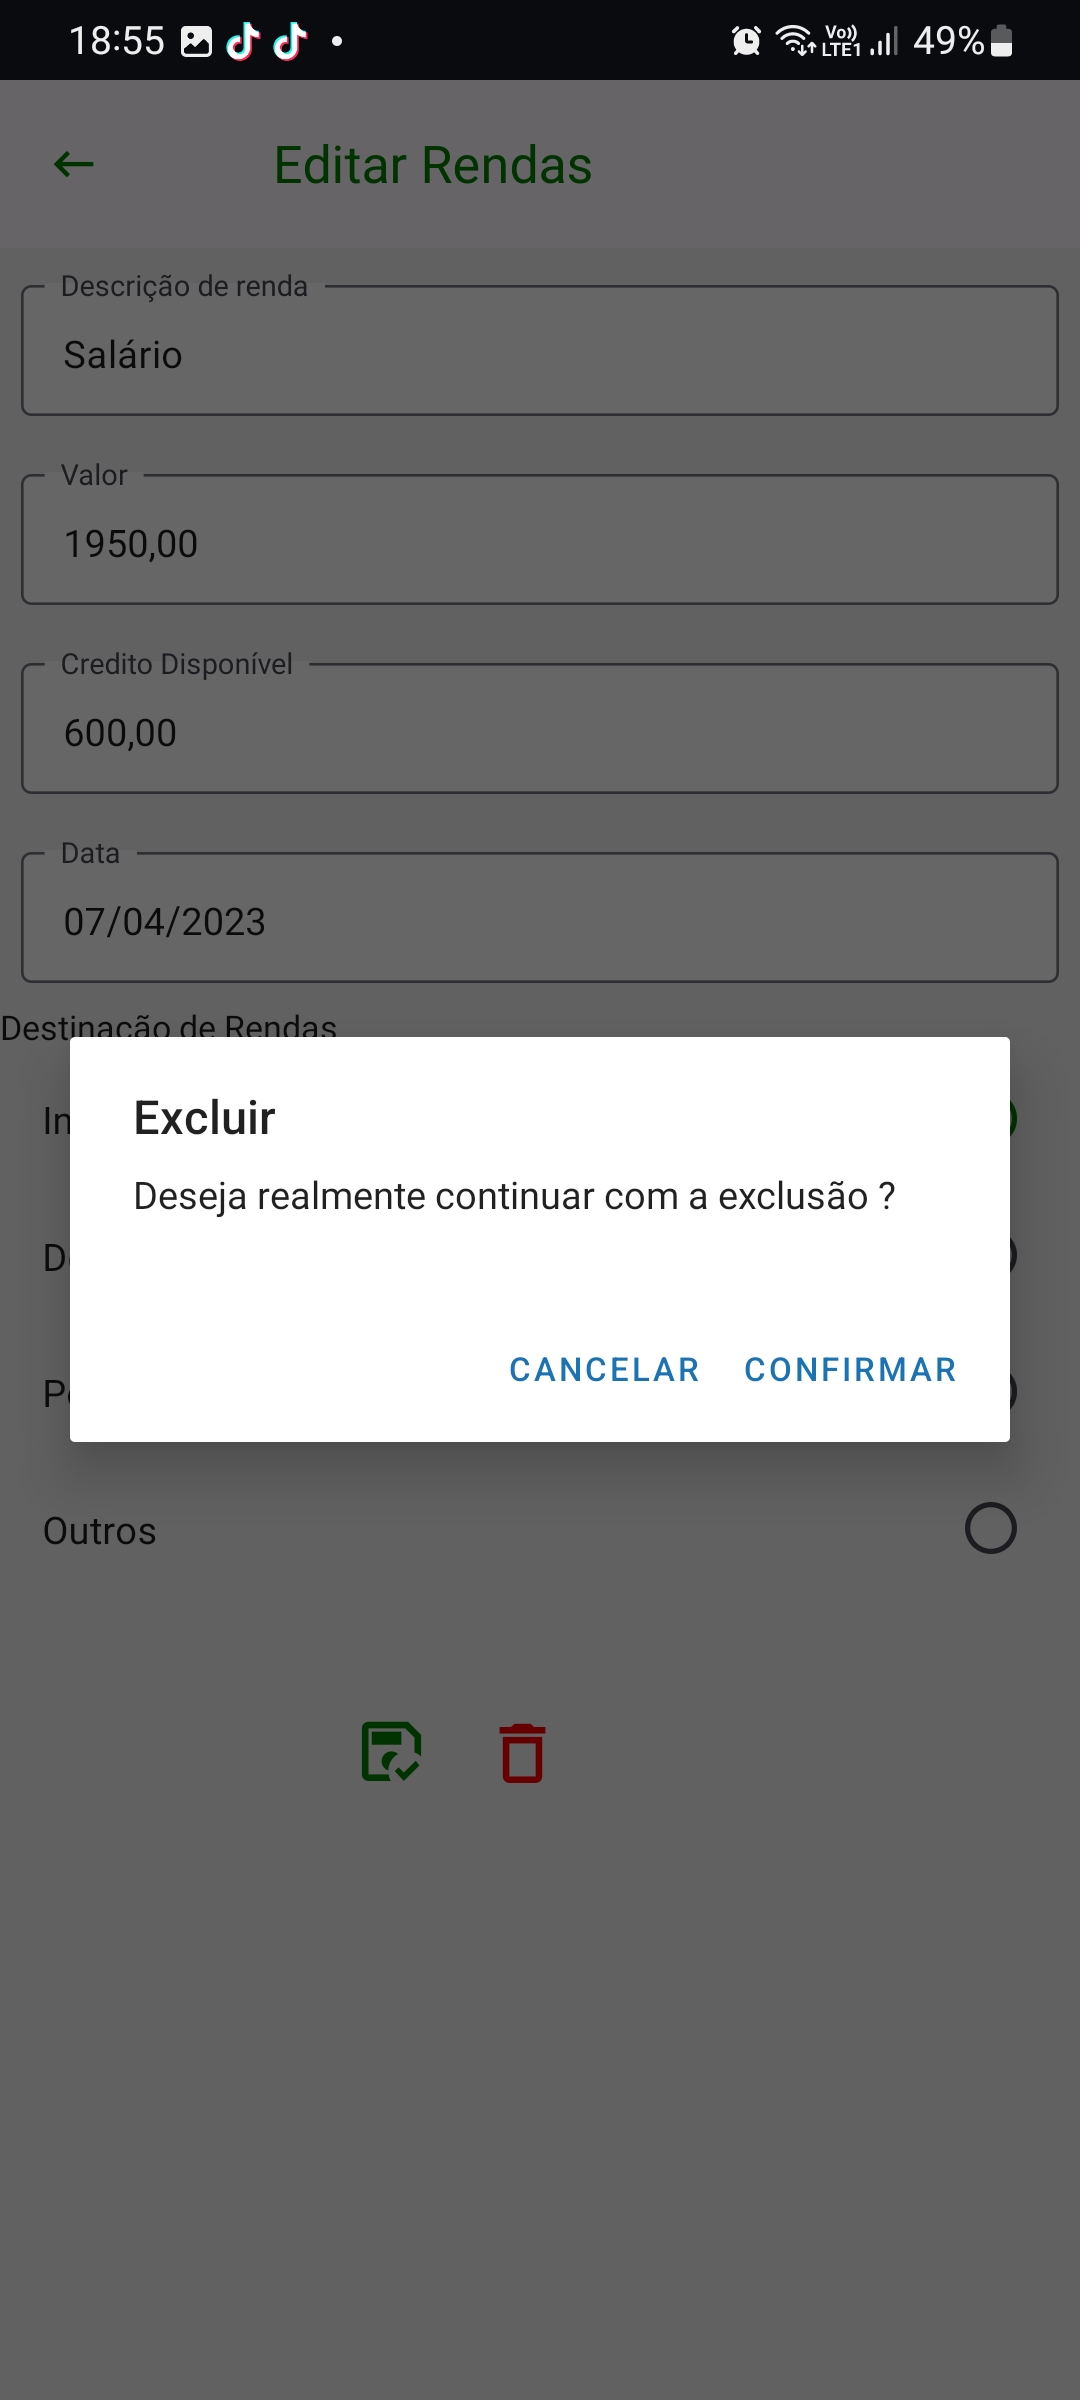 18:55
Vo)) LTE1 49%
Editar Rendas
Descrição de renda
Salário
Valor
1950,00
Credito Disponível
600,00
Data
07/04/2023
Destinação de Rendas
Excluir
Deseja realmente continuar com a exclusão ?
CANCELAR CONFIRMAR
Outros